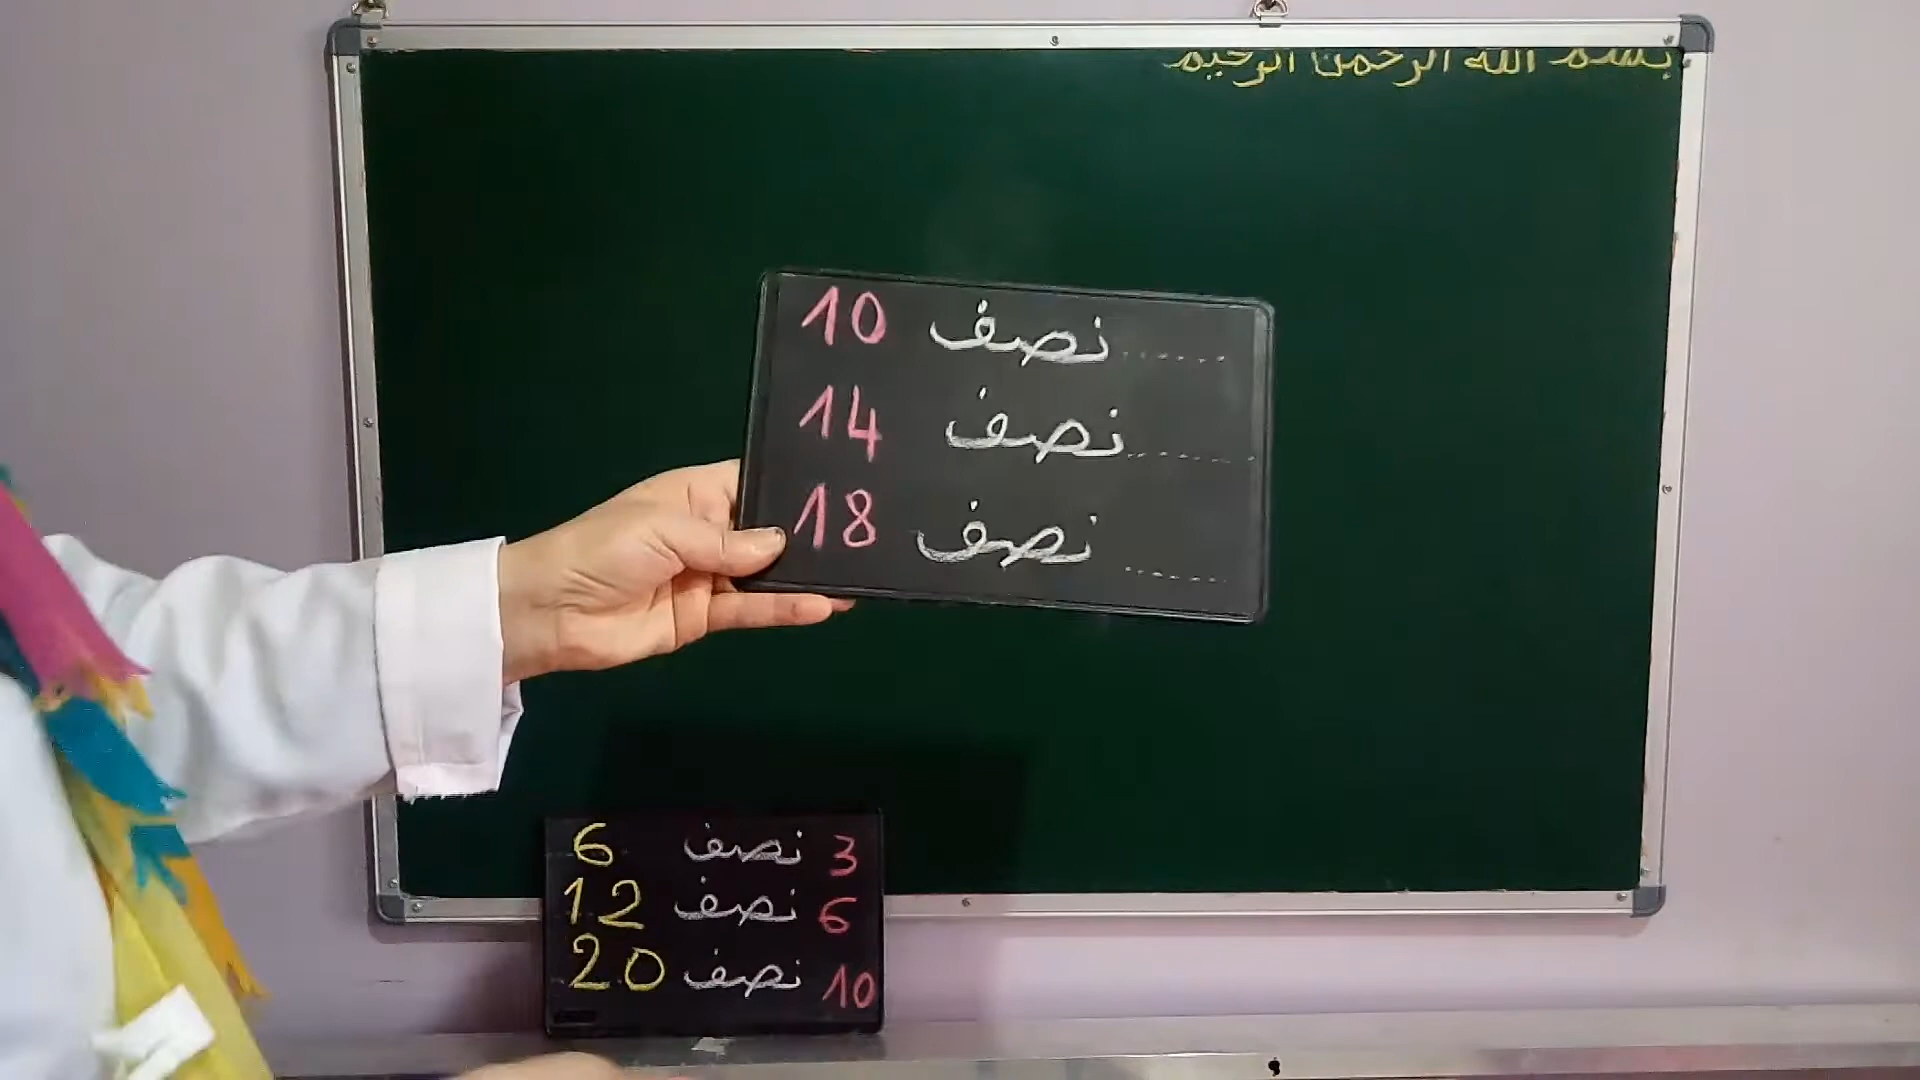 بسم الله الرحمن الرحيم
...... نصف 10
....... نصف 14
...... نصف 18
3 نصف 6
6 نصف 12
10 نصف 20